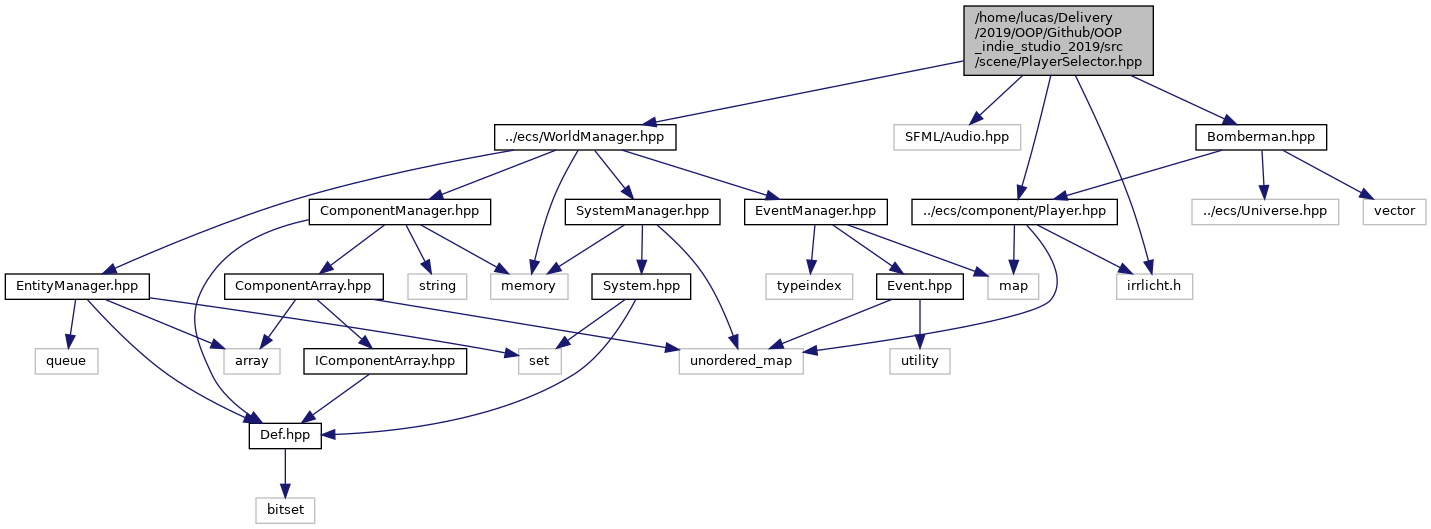 /home/lucas/Delivery
/2019/OOP/Github/OOP
_indie_studio_2019/src
/scene/PlayerSelector.hpp
../ecs/WorldManager.hpp
SFML/Audio.hpp
Bomberman.hpp
ComponentManager.hpp
SystemManager.hpp
EventManager.hpp
../ecs/component/Player.hpp
../ecs/Universe.hpp
vector
EntityManager.hpp
ComponentArray.hpp
string
memory
System.hpp
typeindex
Event.hpp
map
irrlicht.h
queue
array
IComponentArray.hpp
set
unordered_map
utility
Def.hpp
bitset